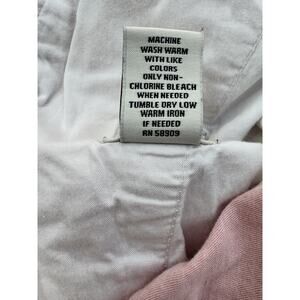 MACHINE
WASH WARM
WITH LIKE
COLORS
ONLY NON-
CHLORINE BLEACH
WHEN NEEDED
TUMBLE DRY LOW
WARM IRON
IF NEEDED
RN 58909